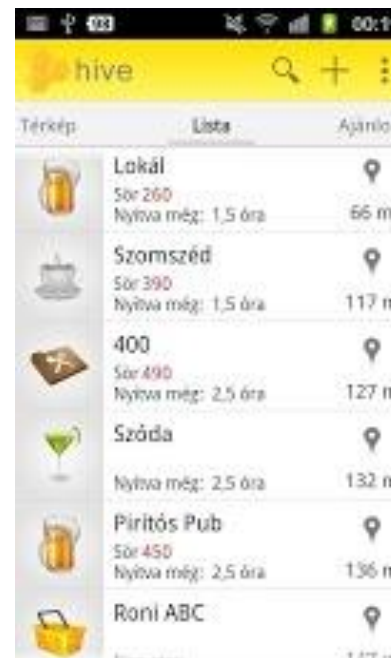 93
00:1
hive
Térkép Lista Ajánlo
Lokál
Sör 260
Nyitva még: 1,5 óra 66 m
Szomszéd
Sör 390
Nyitva még: 1,5 óra 117 m
400
Sör 490
Nyitva még: 2,5 óra 127 m
Szóda
Nyitva még: 2,5 óra 132 m
Pirítós Pub
Sör 450
Nyitva még: 2,5 óra 136 m
Roni ABC